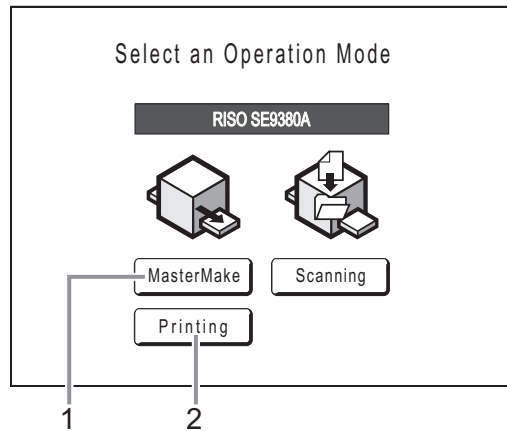 Select an Operation Mode
RISO SE9380A
MasterMake Scanning
Printing
1 2